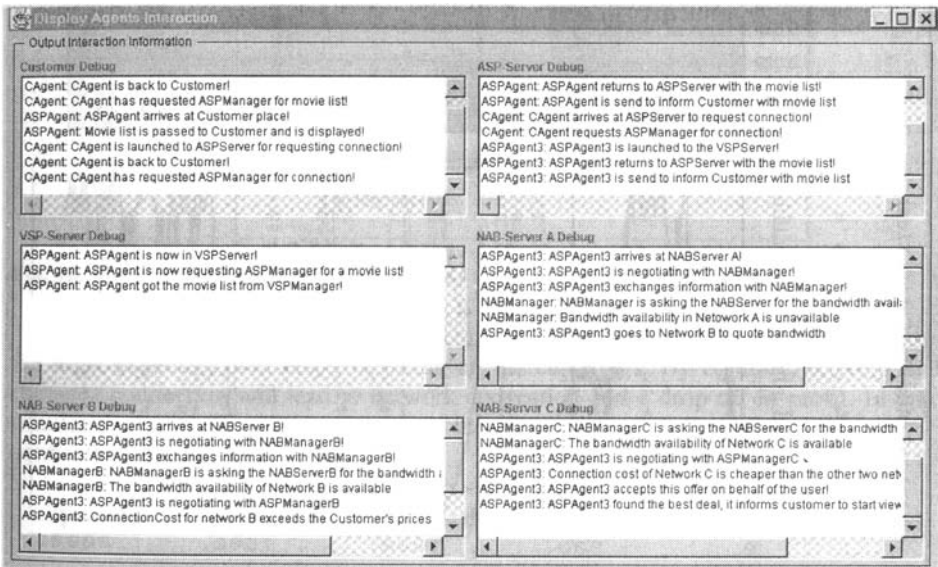 Display Agents Interaction
Output Interaction Information
Customer Debug
CAgent: CAgent is back to Customer!
CAgent: CAgent has requested ASPManager for movie list!
ASPAgent: ASPAgent arrives at Customer place!
ASPAgent: Movie list is passed to Customer and is displayed!
CAgent: CAgent is launched to ASPServer for requesting connection!
CAgent: CAgent is back to Customer!
CAgent: CAgent has requested ASPManager for connection!
ASP-Server Debug
ASPAgent: ASPAgent returns to ASPServer with the movie list!
ASPAgent: ASPAgent is send to inform Customer with movie list
CAgent: CAgent arrives at ASPServer to request connection!
CAgent: CAgent requests ASPManager for connection!
ASPAgent3: ASPAgent3 is launched to the VSPServer!
ASPAgent3: ASPAgent3 returns to ASPServer with the movie list!
ASPAgent3: ASPAgent3 is send to inform Customer with movie list
VSP-Server Debug
ASPAgent: ASPAgent is now in VSPServer!
ASPAgent: ASPAgent is now requesting ASPManager for a movie list!
ASPAgent: ASPAgent got the movie list from VSPManager!
NAB-Server A Debug
ASPAgent3: ASPAgent3 arrives at NABServer A!
ASPAgent3: ASPAgent3 is negotiating with NABManager!
ASPAgent3: ASPAgent3 exchanges information with NABManager!
NABManager: NABManager is asking the NABServer for the bandwidth avail
NABManager: Bandwidth availability in Netowork A is unavailable
ASPAgent3: ASPAgent3 goes to Network B to quote bandwidth
NAB-Server B Debug
ASPAgent3: ASPAgent3 arrives at NABServer B!
ASPAgent3: ASPAgent3 is negotiating with NABManagerB!
ASPAgent3: ASPAgent3 exchanges information with NABManagerB!
NABManagerB: NABManagerB is asking the NABServerB for the bandwidth
NABManagerB: The bandwidth availability of Network B is available
ASPAgent3: ASPAgent3 is negotiating with ASPManagerB
ASPAgent3: ConnectionCost for network B exceeds the Customer's prices
NAB-Server C Debug
NABManagerC: NABManagerC is asking the NABServerC for the bandwidth
NABManagerC: The bandwidth availability of Network C is available
ASPAgent3: ASPAgent3 is negotiating with ASPManagerC
ASPAgent3: Connection cost of Network C is cheaper than the other two net
ASPAgent3: ASPAgent3 accepts this offer on behalf of the user!
ASPAgent3: ASPAgent3 found the best deal, it informs customer to start view